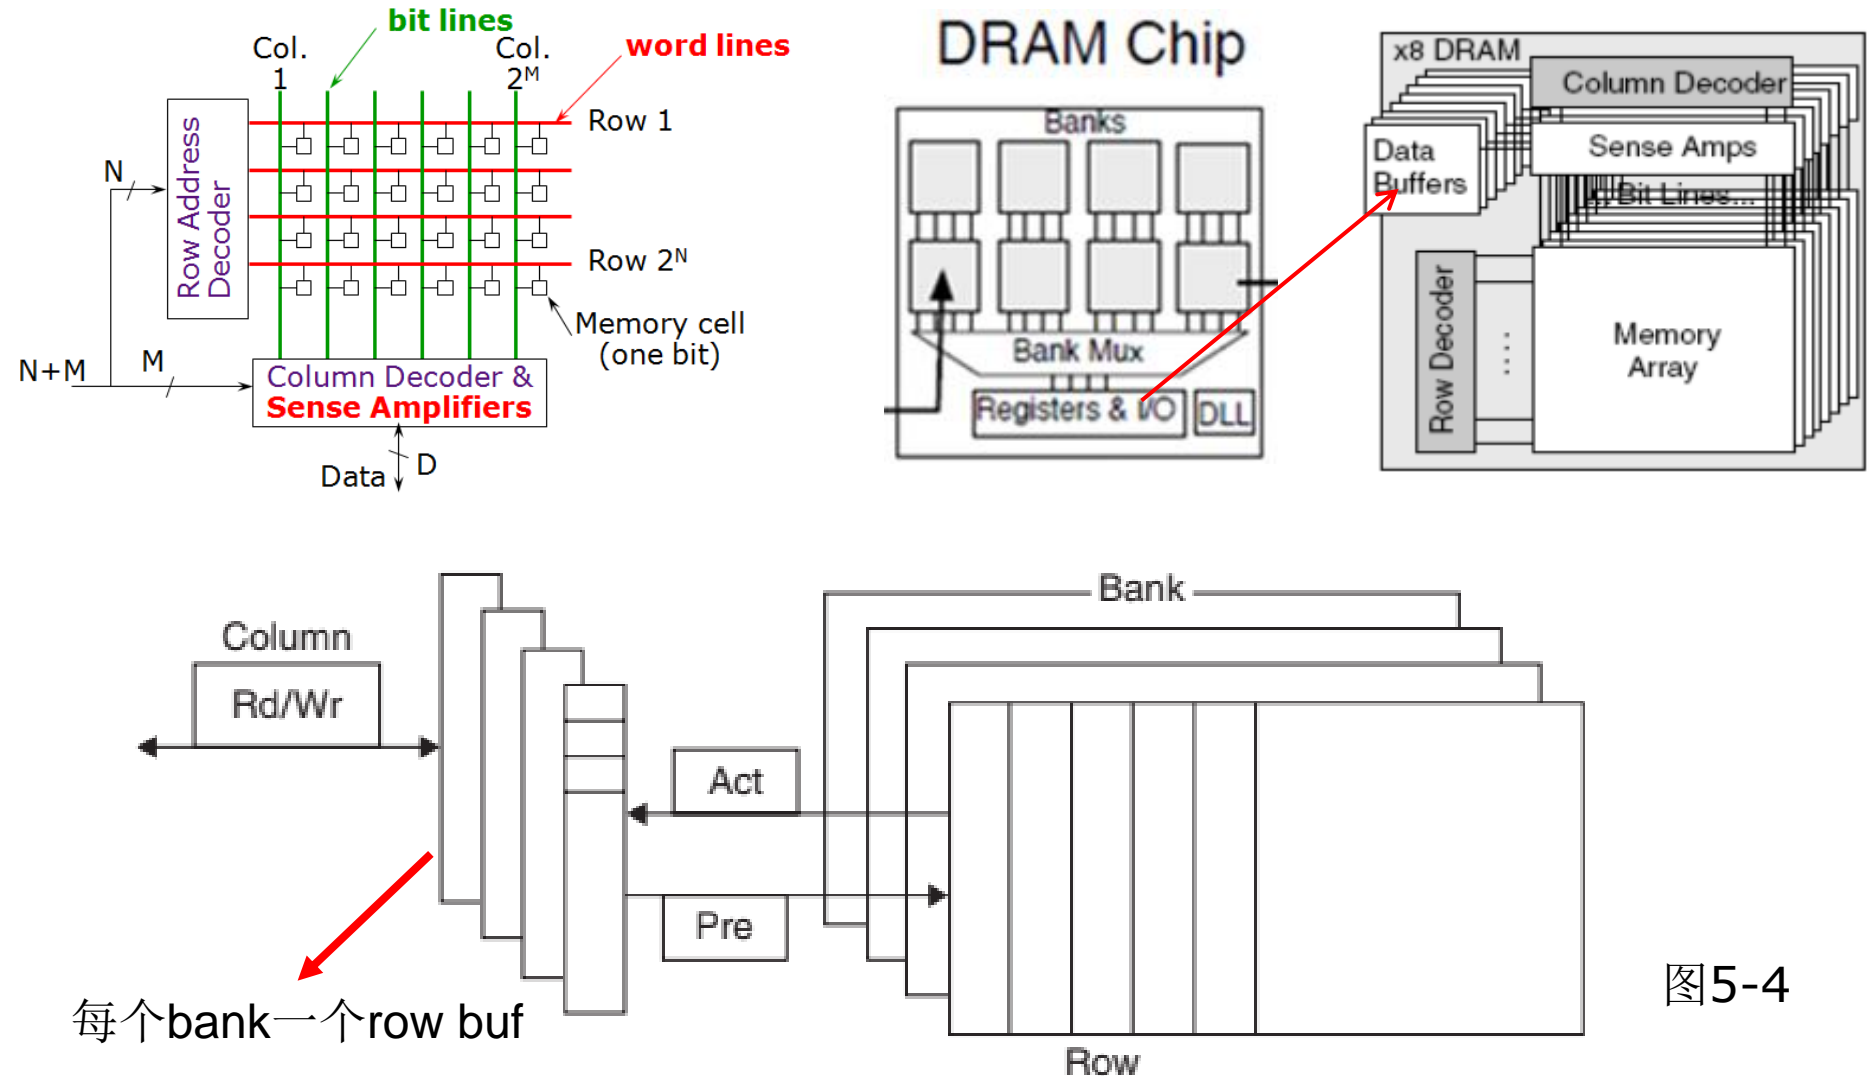 bit lines
Col.
1
Col.
2ᴹ
word lines
Row Address
Decoder
Row 1
Row 2ᴺ
N
N+M
M
Memory cell
(one bit)
Column Decoder &
Sense Amplifiers
Data
D
DRAM Chip
Banks
Bank Mux
Registers & I/O
DLL
x8 DRAM
Column Decoder
Sense Amps
Data
Buffers
... Bit Lines...
Row Decoder
....
Memory
Array
Column
Rd/Wr
Act
Pre
Bank
Row
每个bank一个row buf
图5-4